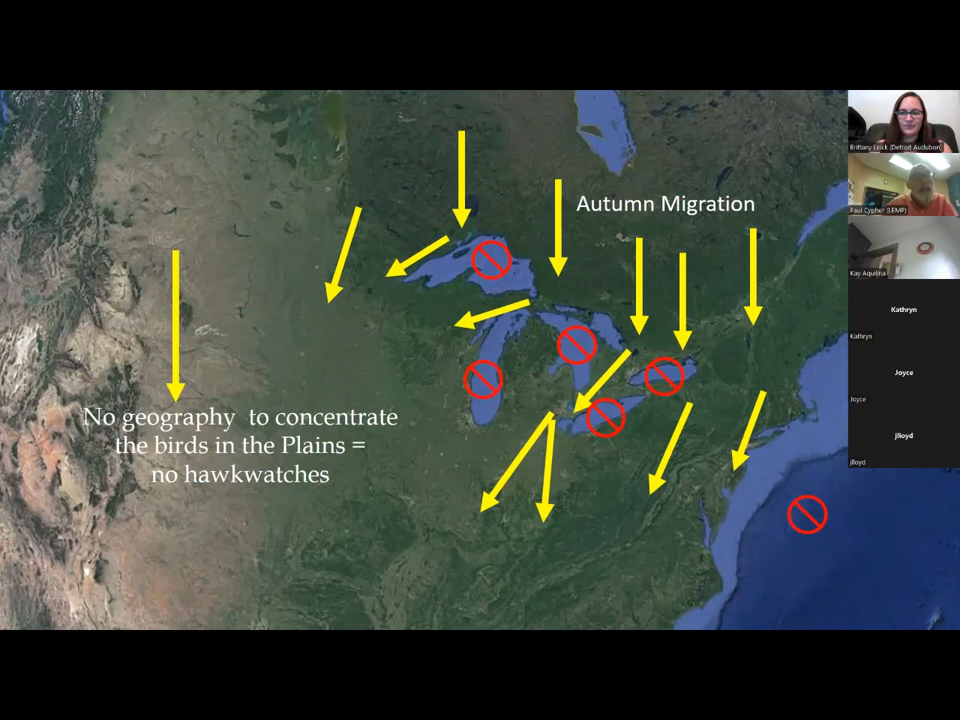 Autumn Migration
No geography to concentrate
the birds in the Plains =
no hawkwatches
Brittany Leick (Detroit Audubon)
Paul Cypher (LEMP)
Kay Aquilina
Kathryn
Kathryn
Joyce
Joyce
jlloyd
jlloyd